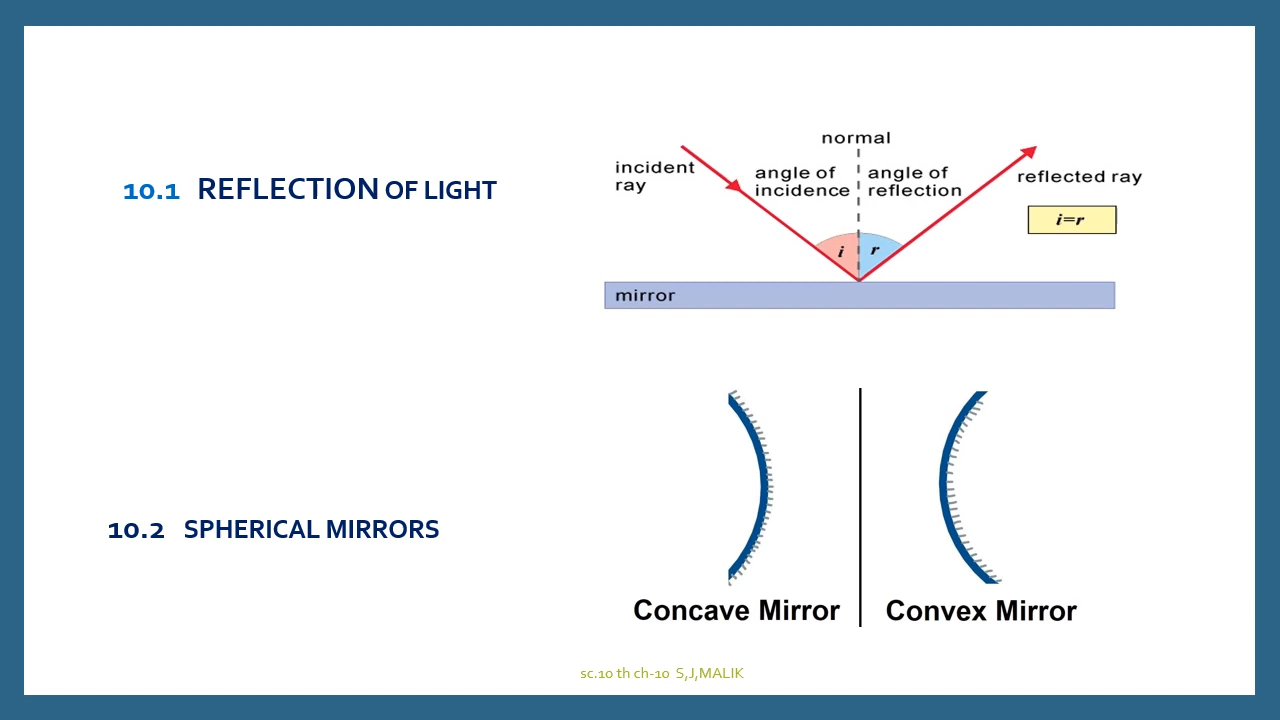 10.1 REFLECTION OF LIGHT
normal
incident
ray
angle of
incidence
angle of
reflection
reflected ray
i=r
i
r
mirror
10.2 SPHERICAL MIRRORS
Concave Mirror
Convex Mirror
sc.10 th ch-10 S,J,MALIK